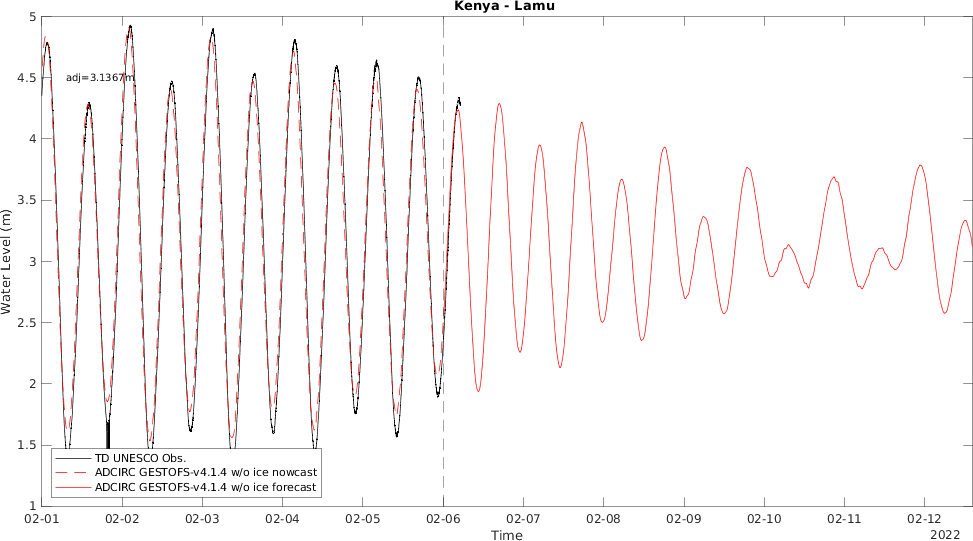 Kenya - Lamu
5
4.5
4
3.5
3
2.5
2
1.5
1
Water Level (m)
adj=3.1367m
TD UNESCO Obs.
ADCIRC GESTOFS-v4.1.4 w/o ice nowcast
ADCIRC GESTOFS-v4.1.4 w/o ice forecast
02-01 02-02 02-03 02-04 02-05 02-06 02-07 02-08 02-09 02-10 02-11 02-12
Time
2022